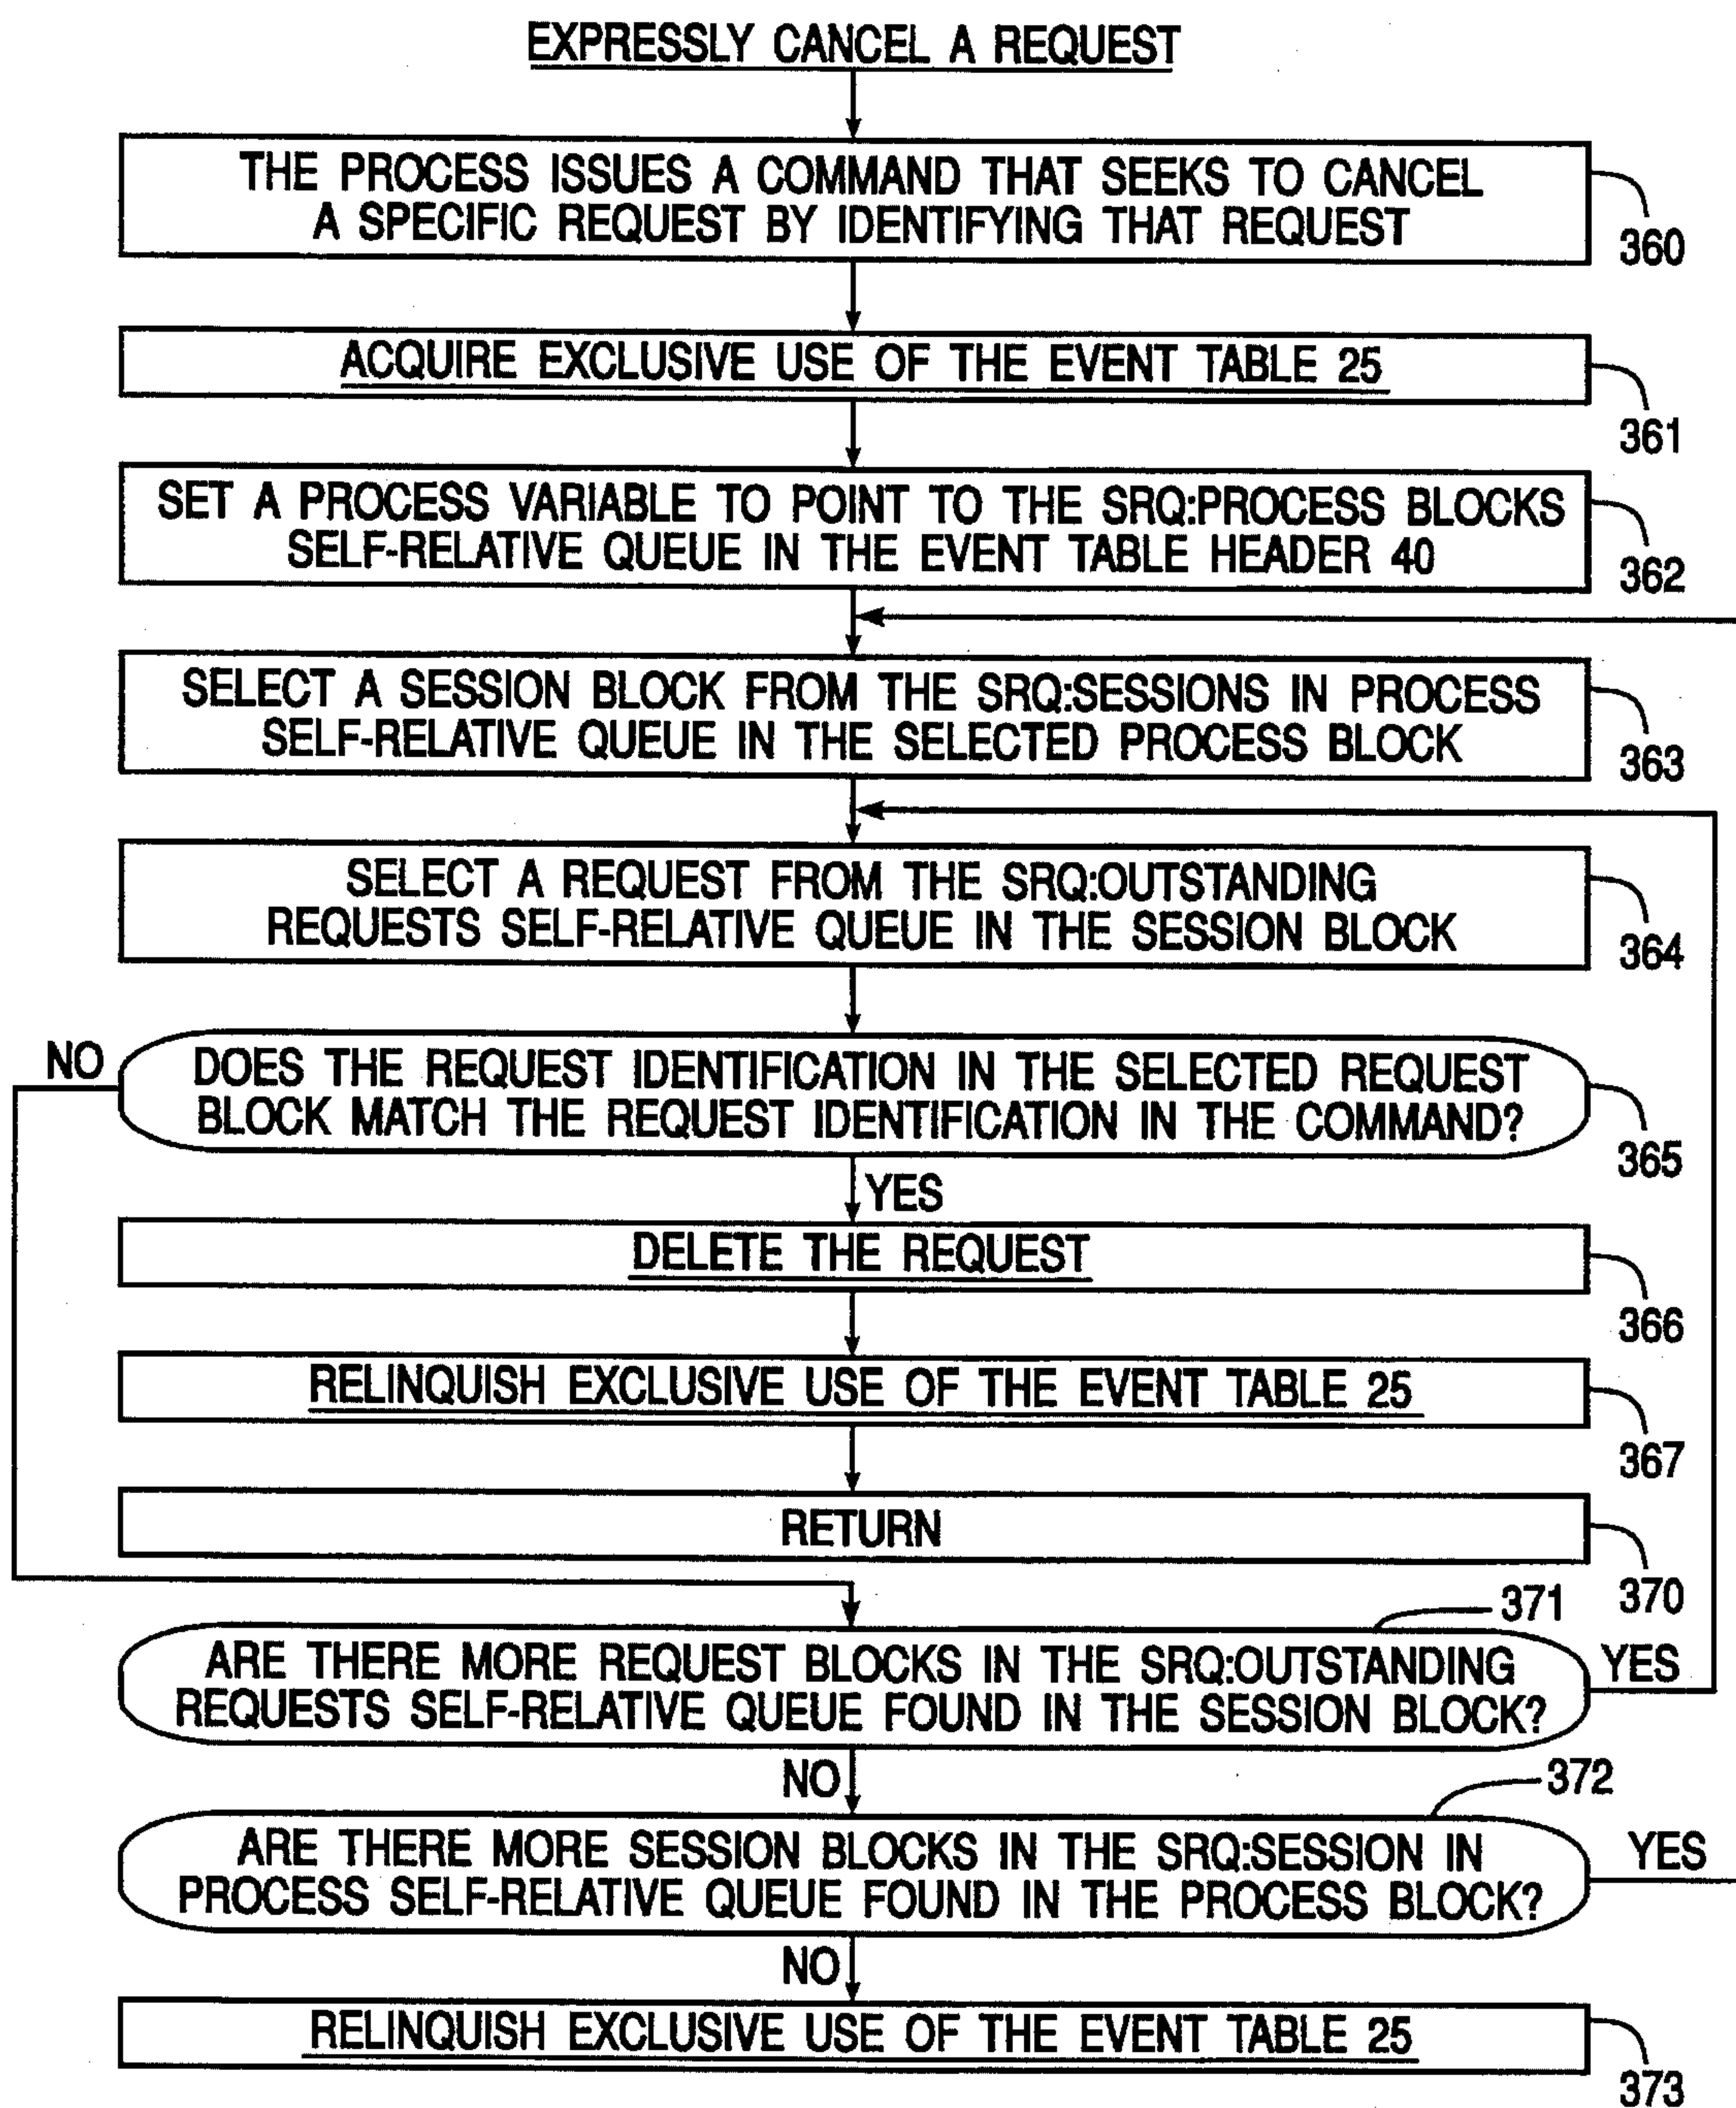 EXPRESSLY CANCEL A REQUEST
THE PROCESS ISSUES A COMMAND THAT SEEKS TO CANCEL
A SPECIFIC REQUEST BY IDENTIFYING THAT REQUEST
360
ACQUIRE EXCLUSIVE USE OF THE EVENT TABLE 25
361
SET A PROCESS VARIABLE TO POINT TO THE SRQ:PROCESS BLOCKS
SELF-RELATIVE QUEUE IN THE EVENT TABLE HEADER 40
362
SELECT A SESSION BLOCK FROM THE SRQ:SESSIONS IN PROCESS
SELF-RELATIVE QUEUE IN THE SELECTED PROCESS BLOCK
363
SELECT A REQUEST FROM THE SRQ:OUTSTANDING
REQUESTS SELF-RELATIVE QUEUE IN THE SESSION BLOCK
364
NO
DOES THE REQUEST IDENTIFICATION IN THE SELECTED REQUEST
BLOCK MATCH THE REQUEST IDENTIFICATION IN THE COMMAND?
365
YES
DELETE THE REQUEST
366
RELINQUISH EXCLUSIVE USE OF THE EVENT TABLE 25
367
RETURN
370
371
ARE THERE MORE REQUEST BLOCKS IN THE SRQ:OUTSTANDING
REQUESTS SELF-RELATIVE QUEUE FOUND IN THE SESSION BLOCK?
YES
NO
372
ARE THERE MORE SESSION BLOCKS IN THE SRQ:SESSION IN
PROCESS SELF-RELATIVE QUEUE FOUND IN THE PROCESS BLOCK?
YES
NO
RELINQUISH EXCLUSIVE USE OF THE EVENT TABLE 25
373